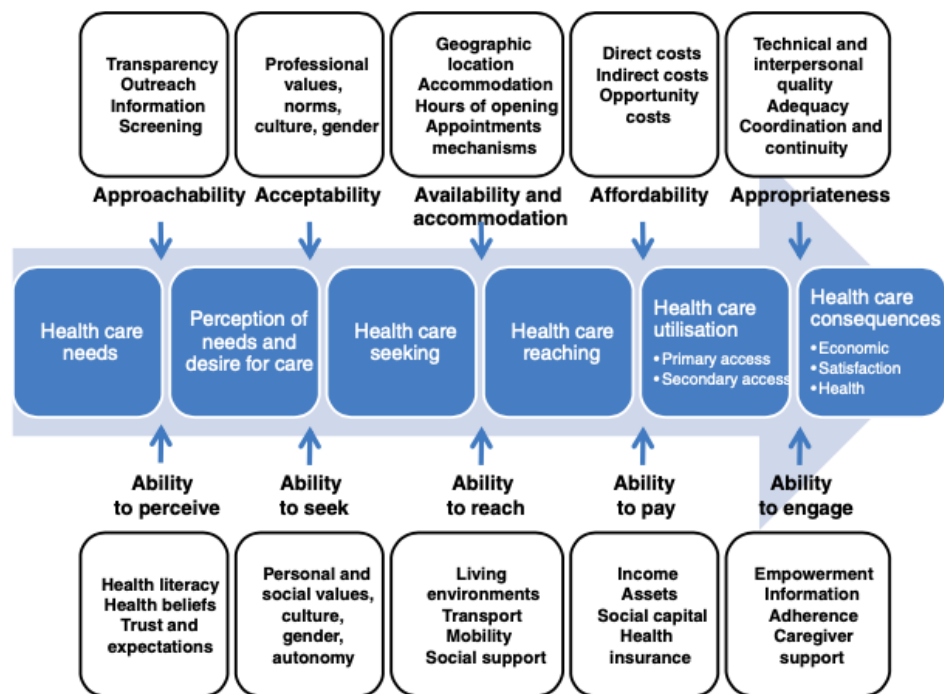 Transparency
Outreach
Information
Screening
Professional
values,
norms,
culture, gender
Geographic
location
Accommodation
Hours of opening
Appointments
mechanisms
Direct costs
Indirect costs
Opportunity
costs
Technical and
interpersonal
quality
Adequacy
Coordination and
continuity
Approachability
Acceptability
Availability and
accommodation
Affordability
Appropriateness
Health care
needs
Perception of
needs and
desire for care
Health care
seeking
Health care
reaching
Health care
utilisation
• Primary access
• Secondary access
Health care
consequences
• Economic
• Satisfaction
• Health
Ability
to perceive
Ability
to seek
Ability
to reach
Ability
to pay
Ability
to engage
Health literacy
Health beliefs
Trust and
expectations
Personal and
social values,
culture,
gender,
autonomy
Living
environments
Transport
Mobility
Social support
Income
Assets
Social capital
Health
insurance
Empowerment
Information
Adherence
Caregiver
support